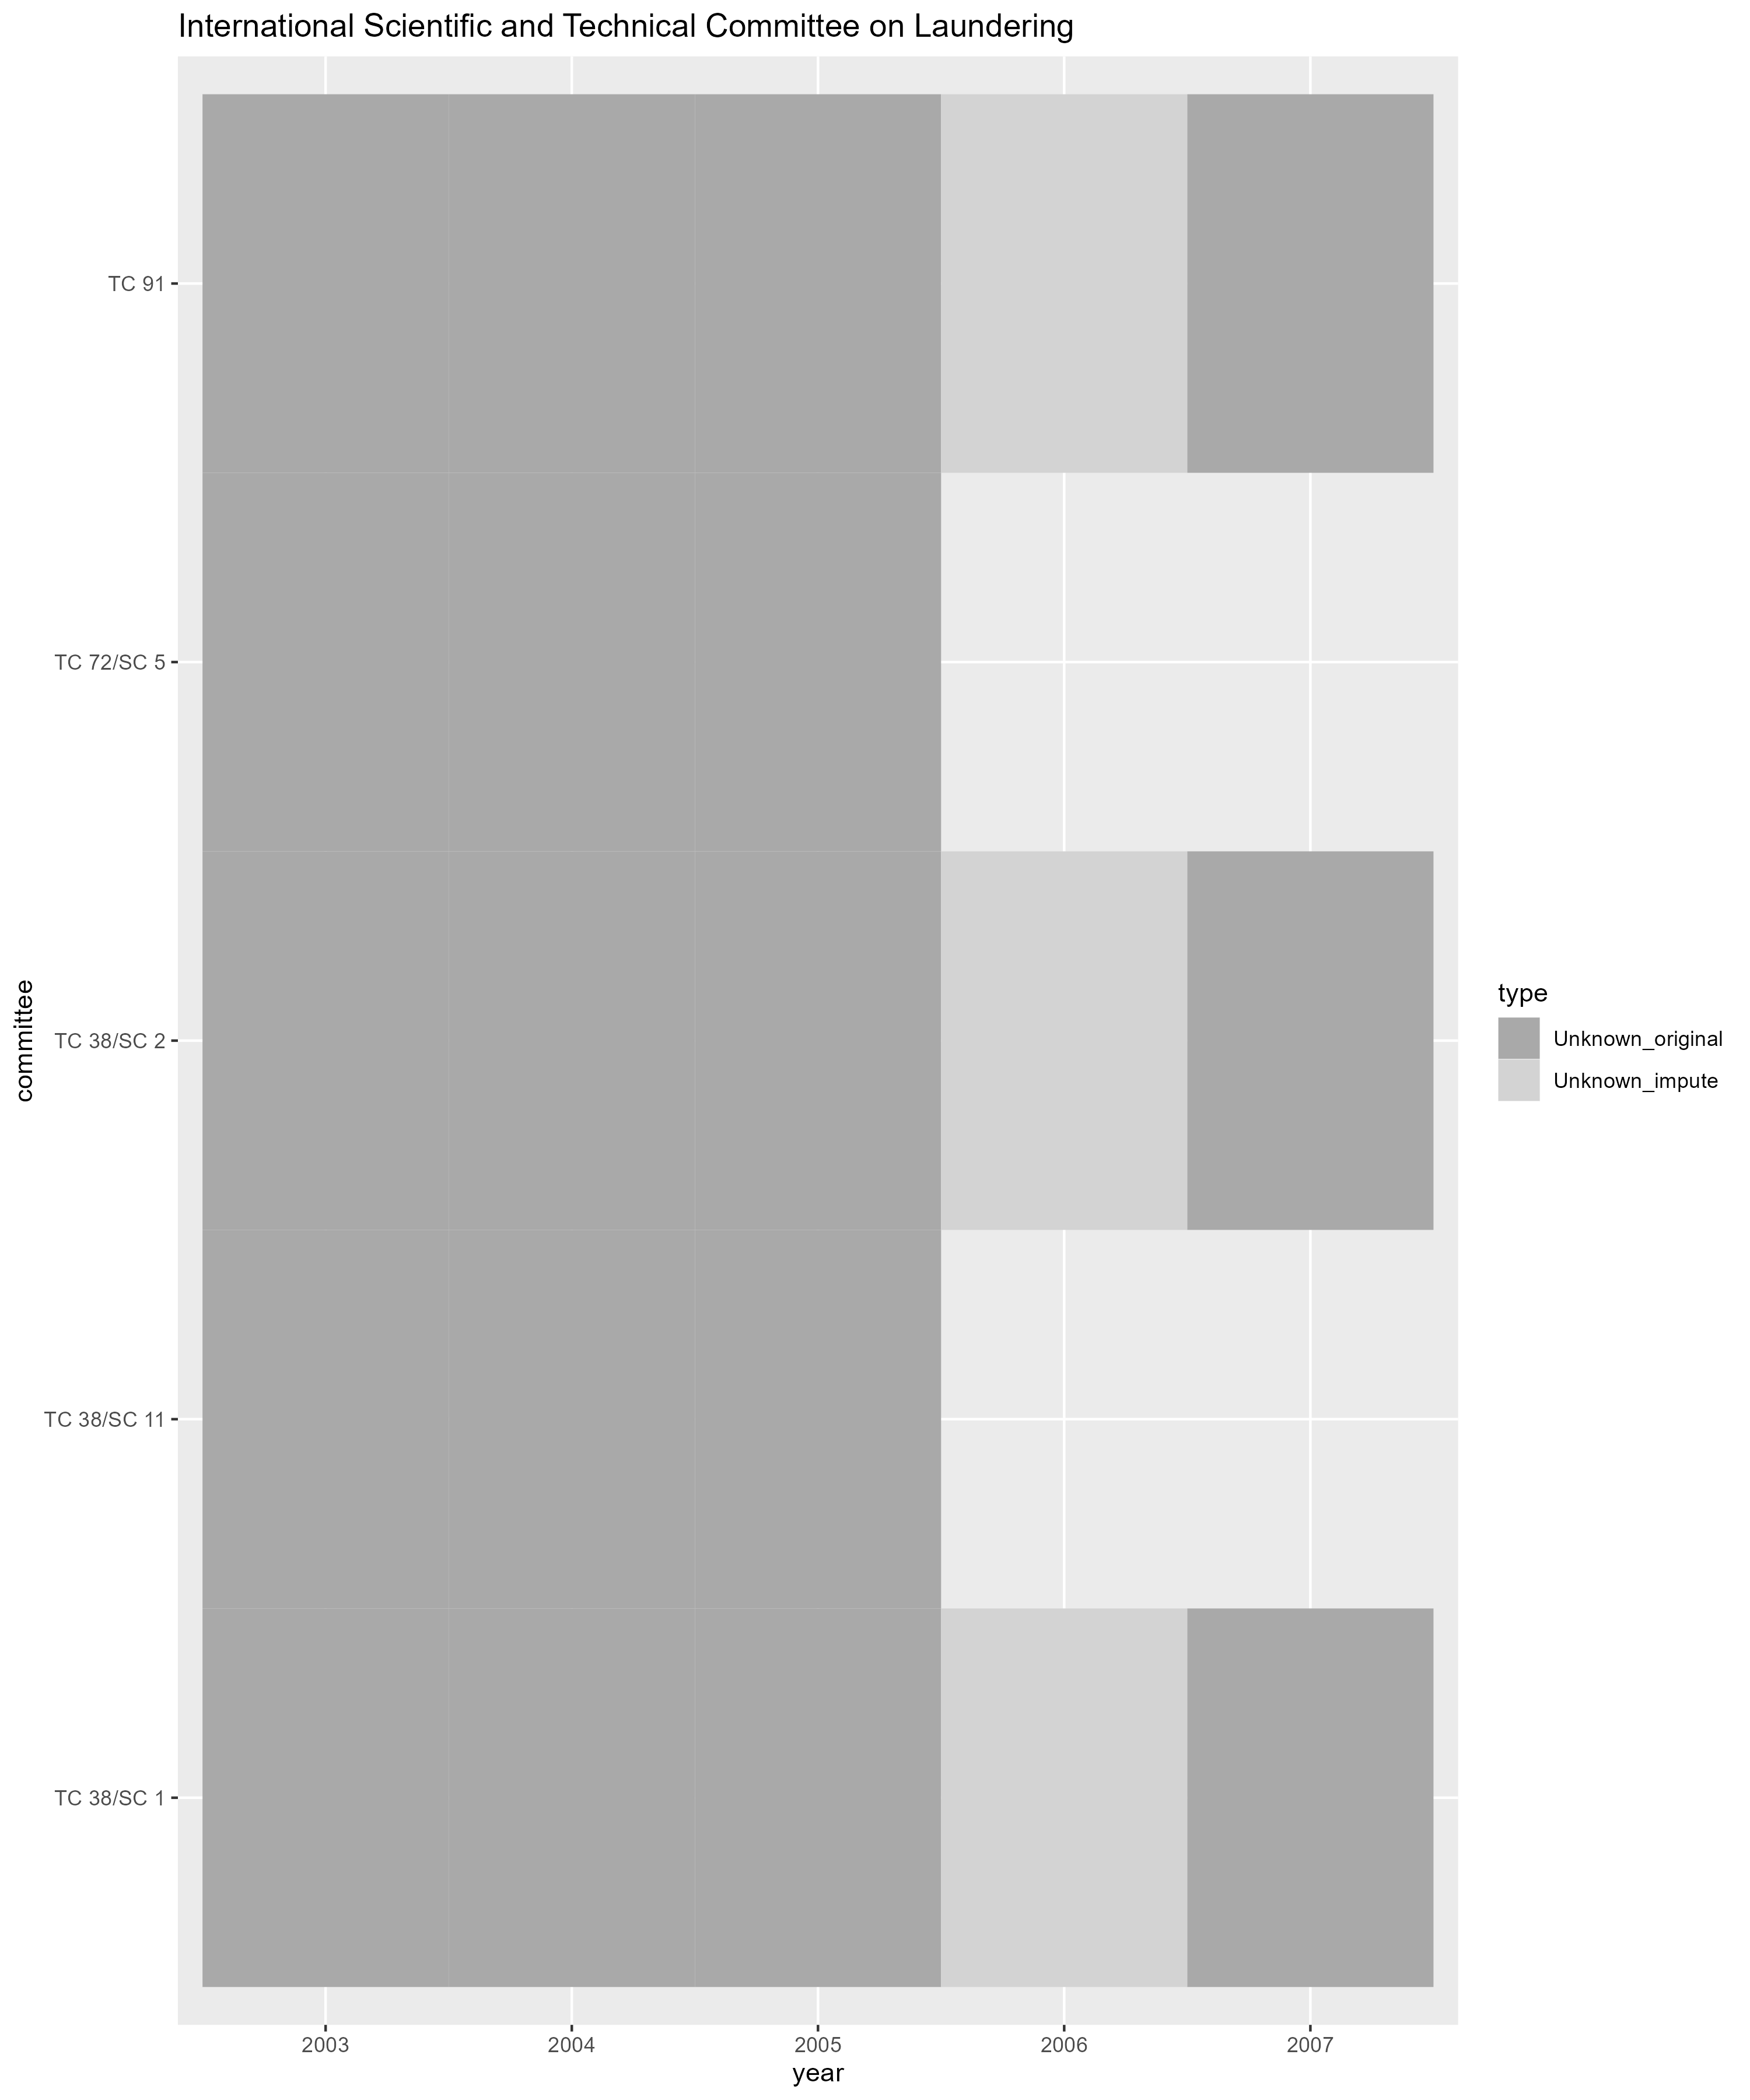 International Scientific and Technical Committee on Laundering
TC 91
TC 72/SC 5
TC 38/SC 2
TC 38/SC 11
TC 38/SC 1
committee
2003 2004 2005 2006 2007
year
type
Unknown_original
Unknown_impute